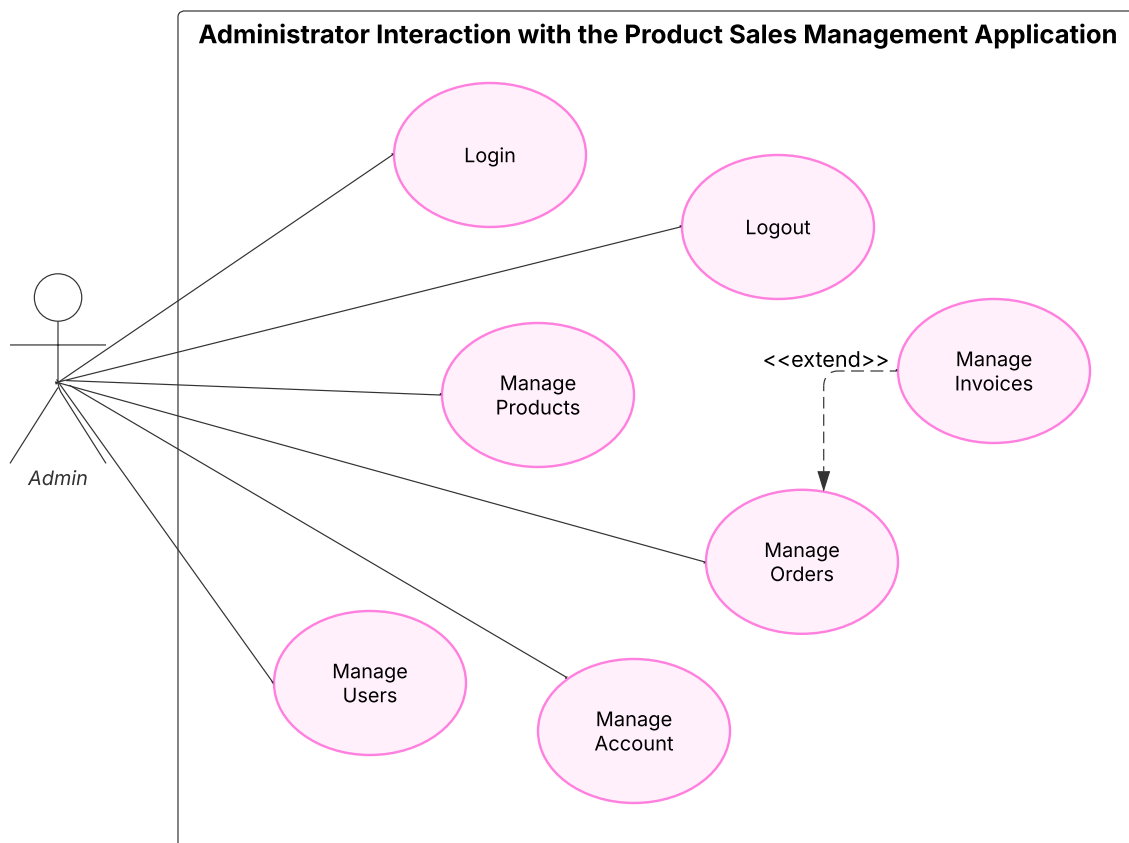 Administrator Interaction with the Product Sales Management Application
Login
Logout
<<extend>>
Manage
Invoices
Manage
Products
Admin
Manage
Orders
Manage
Users
Manage
Account